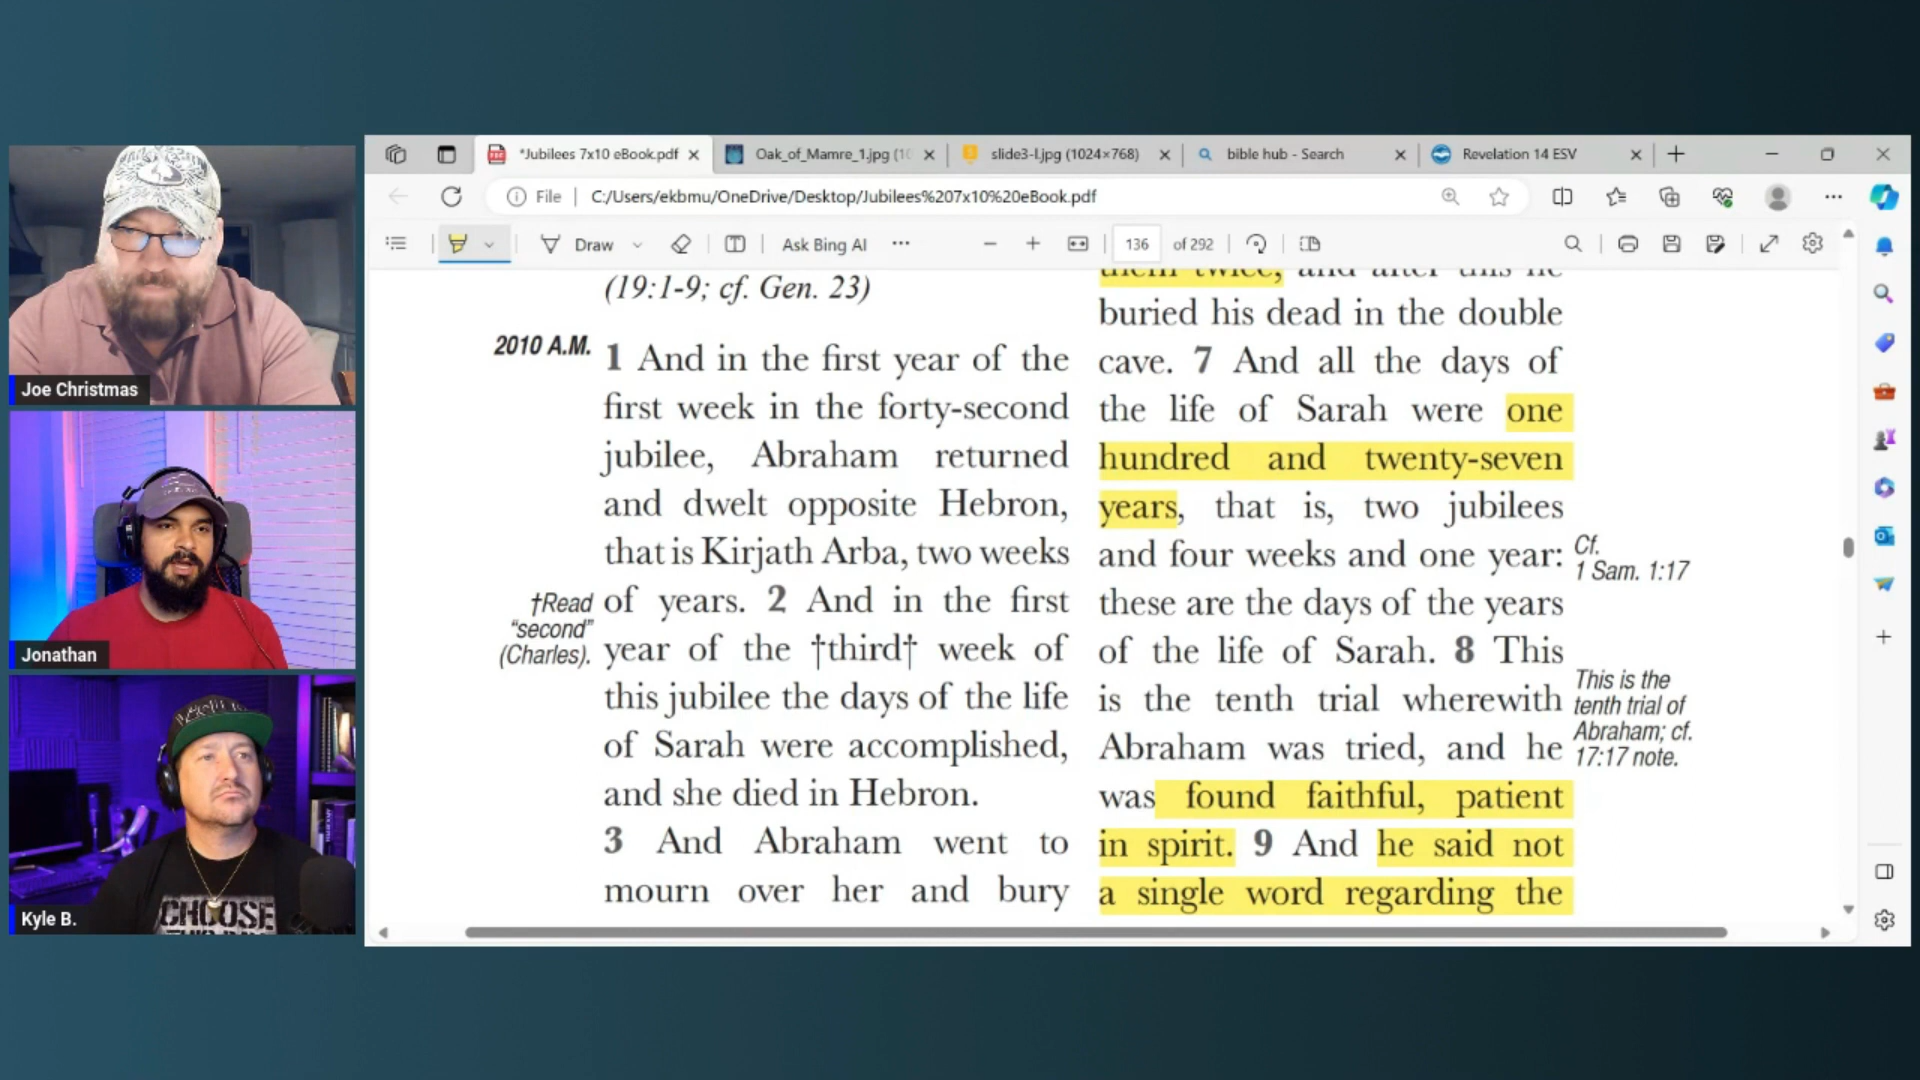 *Jubilees 7x10 eBook.pdf
Oak_of_Mamre_1.jpg (10
slide3-l.jpg (1024×768)
bible hub - Search
Revelation 14 ESV
File
C:/Users/ekbmu/OneDrive/Desktop/Jubilees%207x10%20eBook.pdf
Draw
Ask Bing AI
136
of 292
(19:1-9; cf. Gen. 23)
2010 A.M.
1 And in the first year of the
first week in the forty-second
jubilee, Abraham returned
and dwelt opposite Hebron,
that is Kirjath Arba, two weeks
of years. 2 And in the first
year of the †third† week of
this jubilee the days of the life
of Sarah were accomplished,
and she died in Hebron.
3 And Abraham went to
mourn over her and bury
†Read
"second"
(Charles).
them twice, and after this he
buried his dead in the double
cave. 7 And all the days of
the life of Sarah were one
hundred and twenty-seven
years, that is, two jubilees
and four weeks and one year:
these are the days of the years
of the life of Sarah. 8 This
is the tenth trial wherewith
Abraham was tried, and he
was found faithful, patient
in spirit. 9 And he said not
a single word regarding the
Cf.
1 Sam. 1:17
This is the
tenth trial of
Abraham; cf.
17:17 note.
Joe Christmas
Jonathan
CHOOSE
Kyle B.